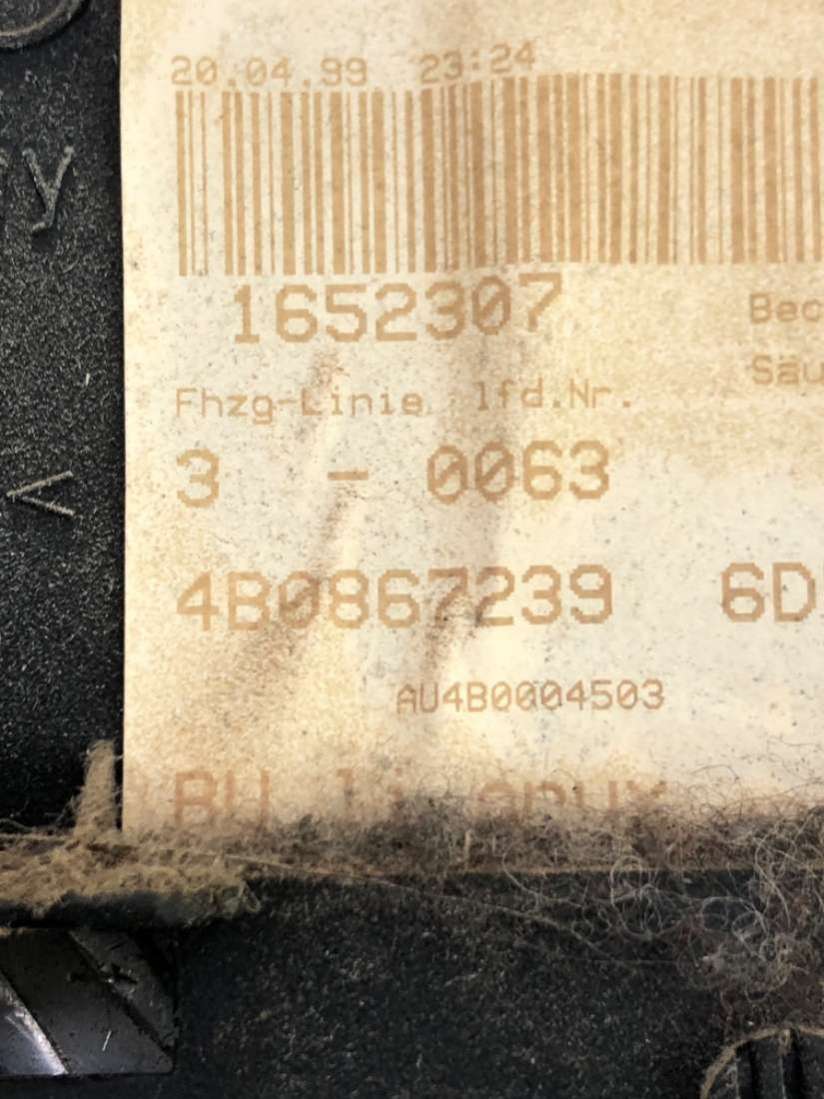 20.04.99 23:24
1652307
Bec
Säu
Fhzg-Linie lfd.Nr.
3 - 0063
4B0867239 6D
AU4B0004503
y
<